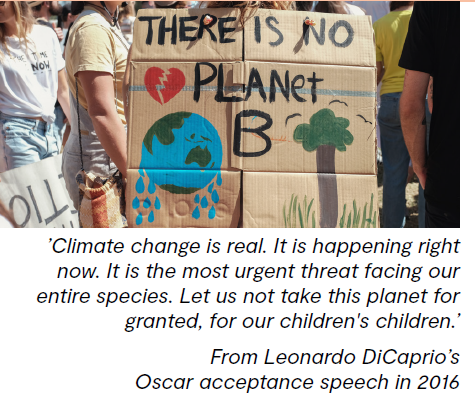 THERE IS NO
PLANET
B
NOW
’Climate change is real. It is happening right
now. It is the most urgent threat facing our
entire species. Let us not take this planet for
granted, for our children's children.’
From Leonardo DiCaprio’s
Oscar acceptance speech in 2016